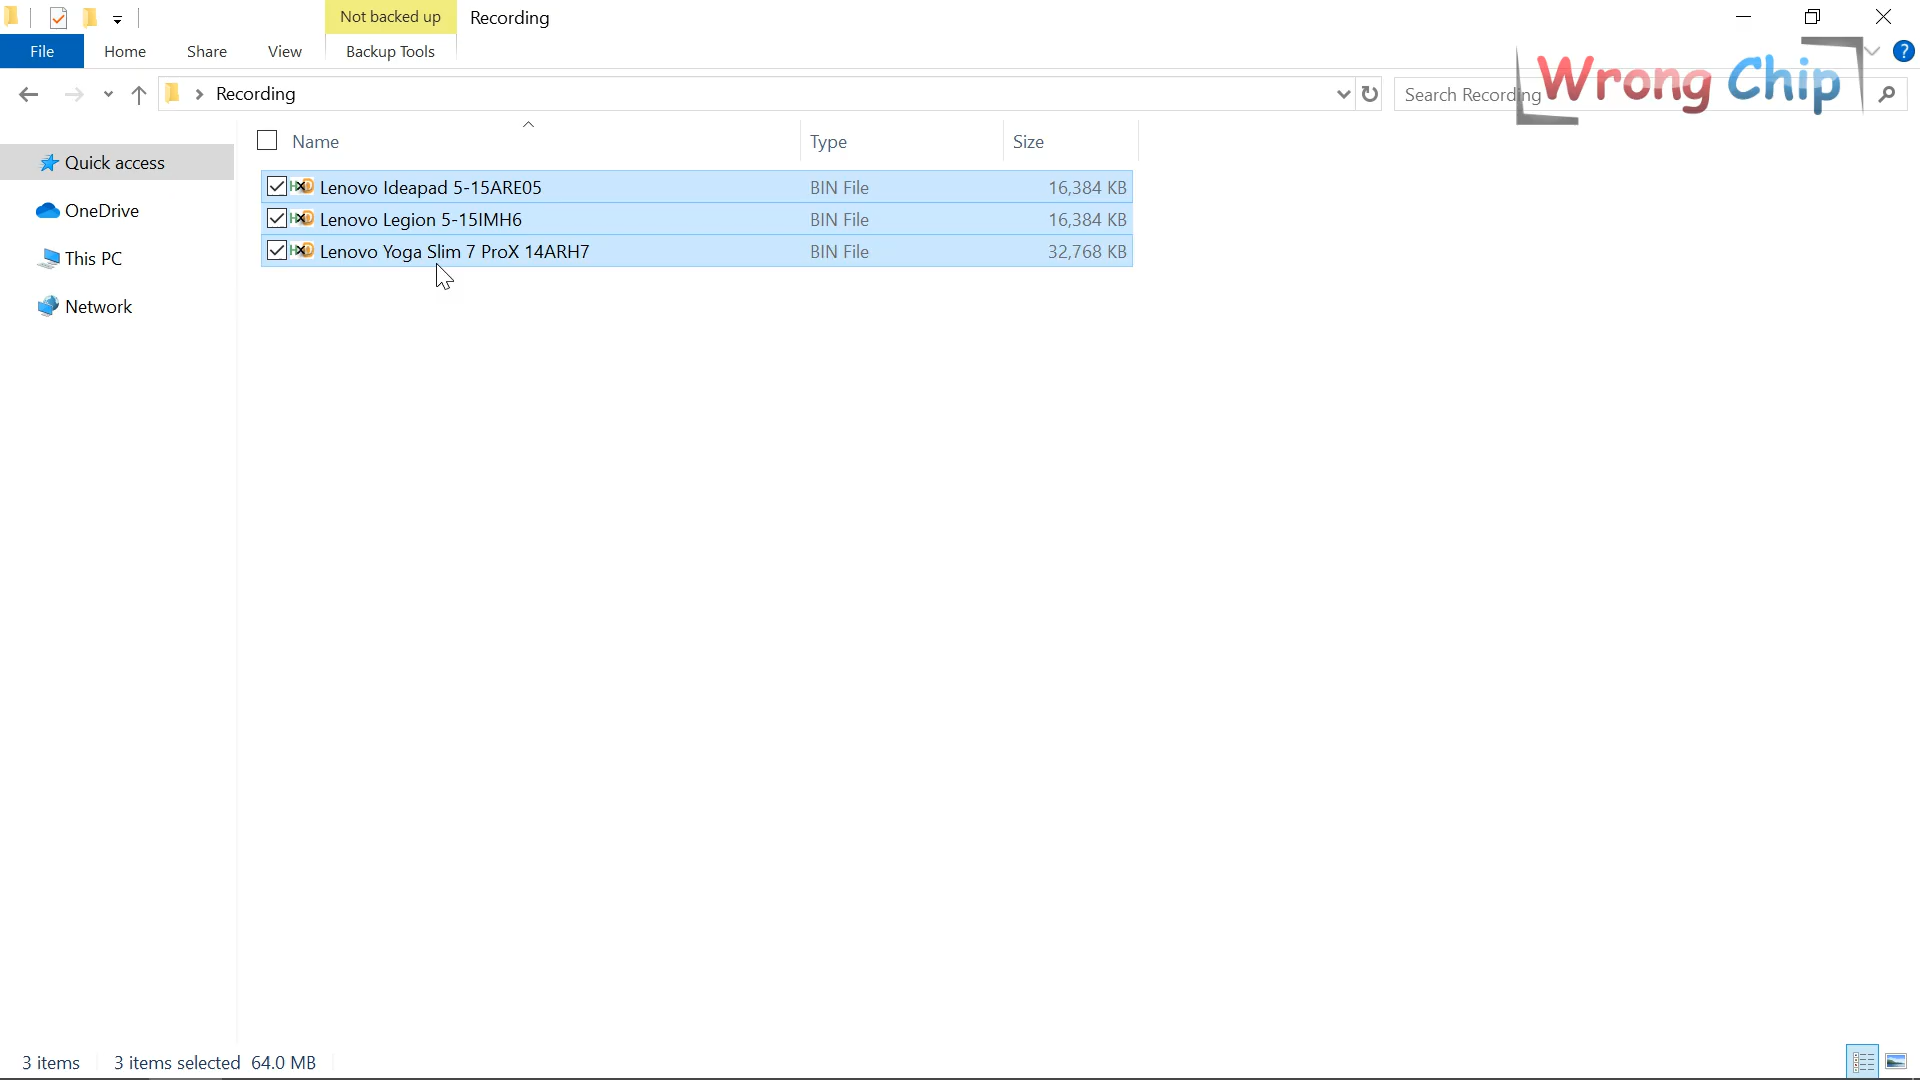 Not backed up
Recording
File
Home
Share
View
Backup Tools
Recording
Search Recording
Wrong Chip
?
Name
Type
Size
Quick access
OneDrive
This PC
Network
Lenovo Ideapad 5-15ARE05 BIN File 16,384 KB
Lenovo Legion 5-15IMH6 BIN File 16,384 KB
Lenovo Yoga Slim 7 ProX 14ARH7 BIN File 32,768 KB
3 items
3 items selected 64.0 MB